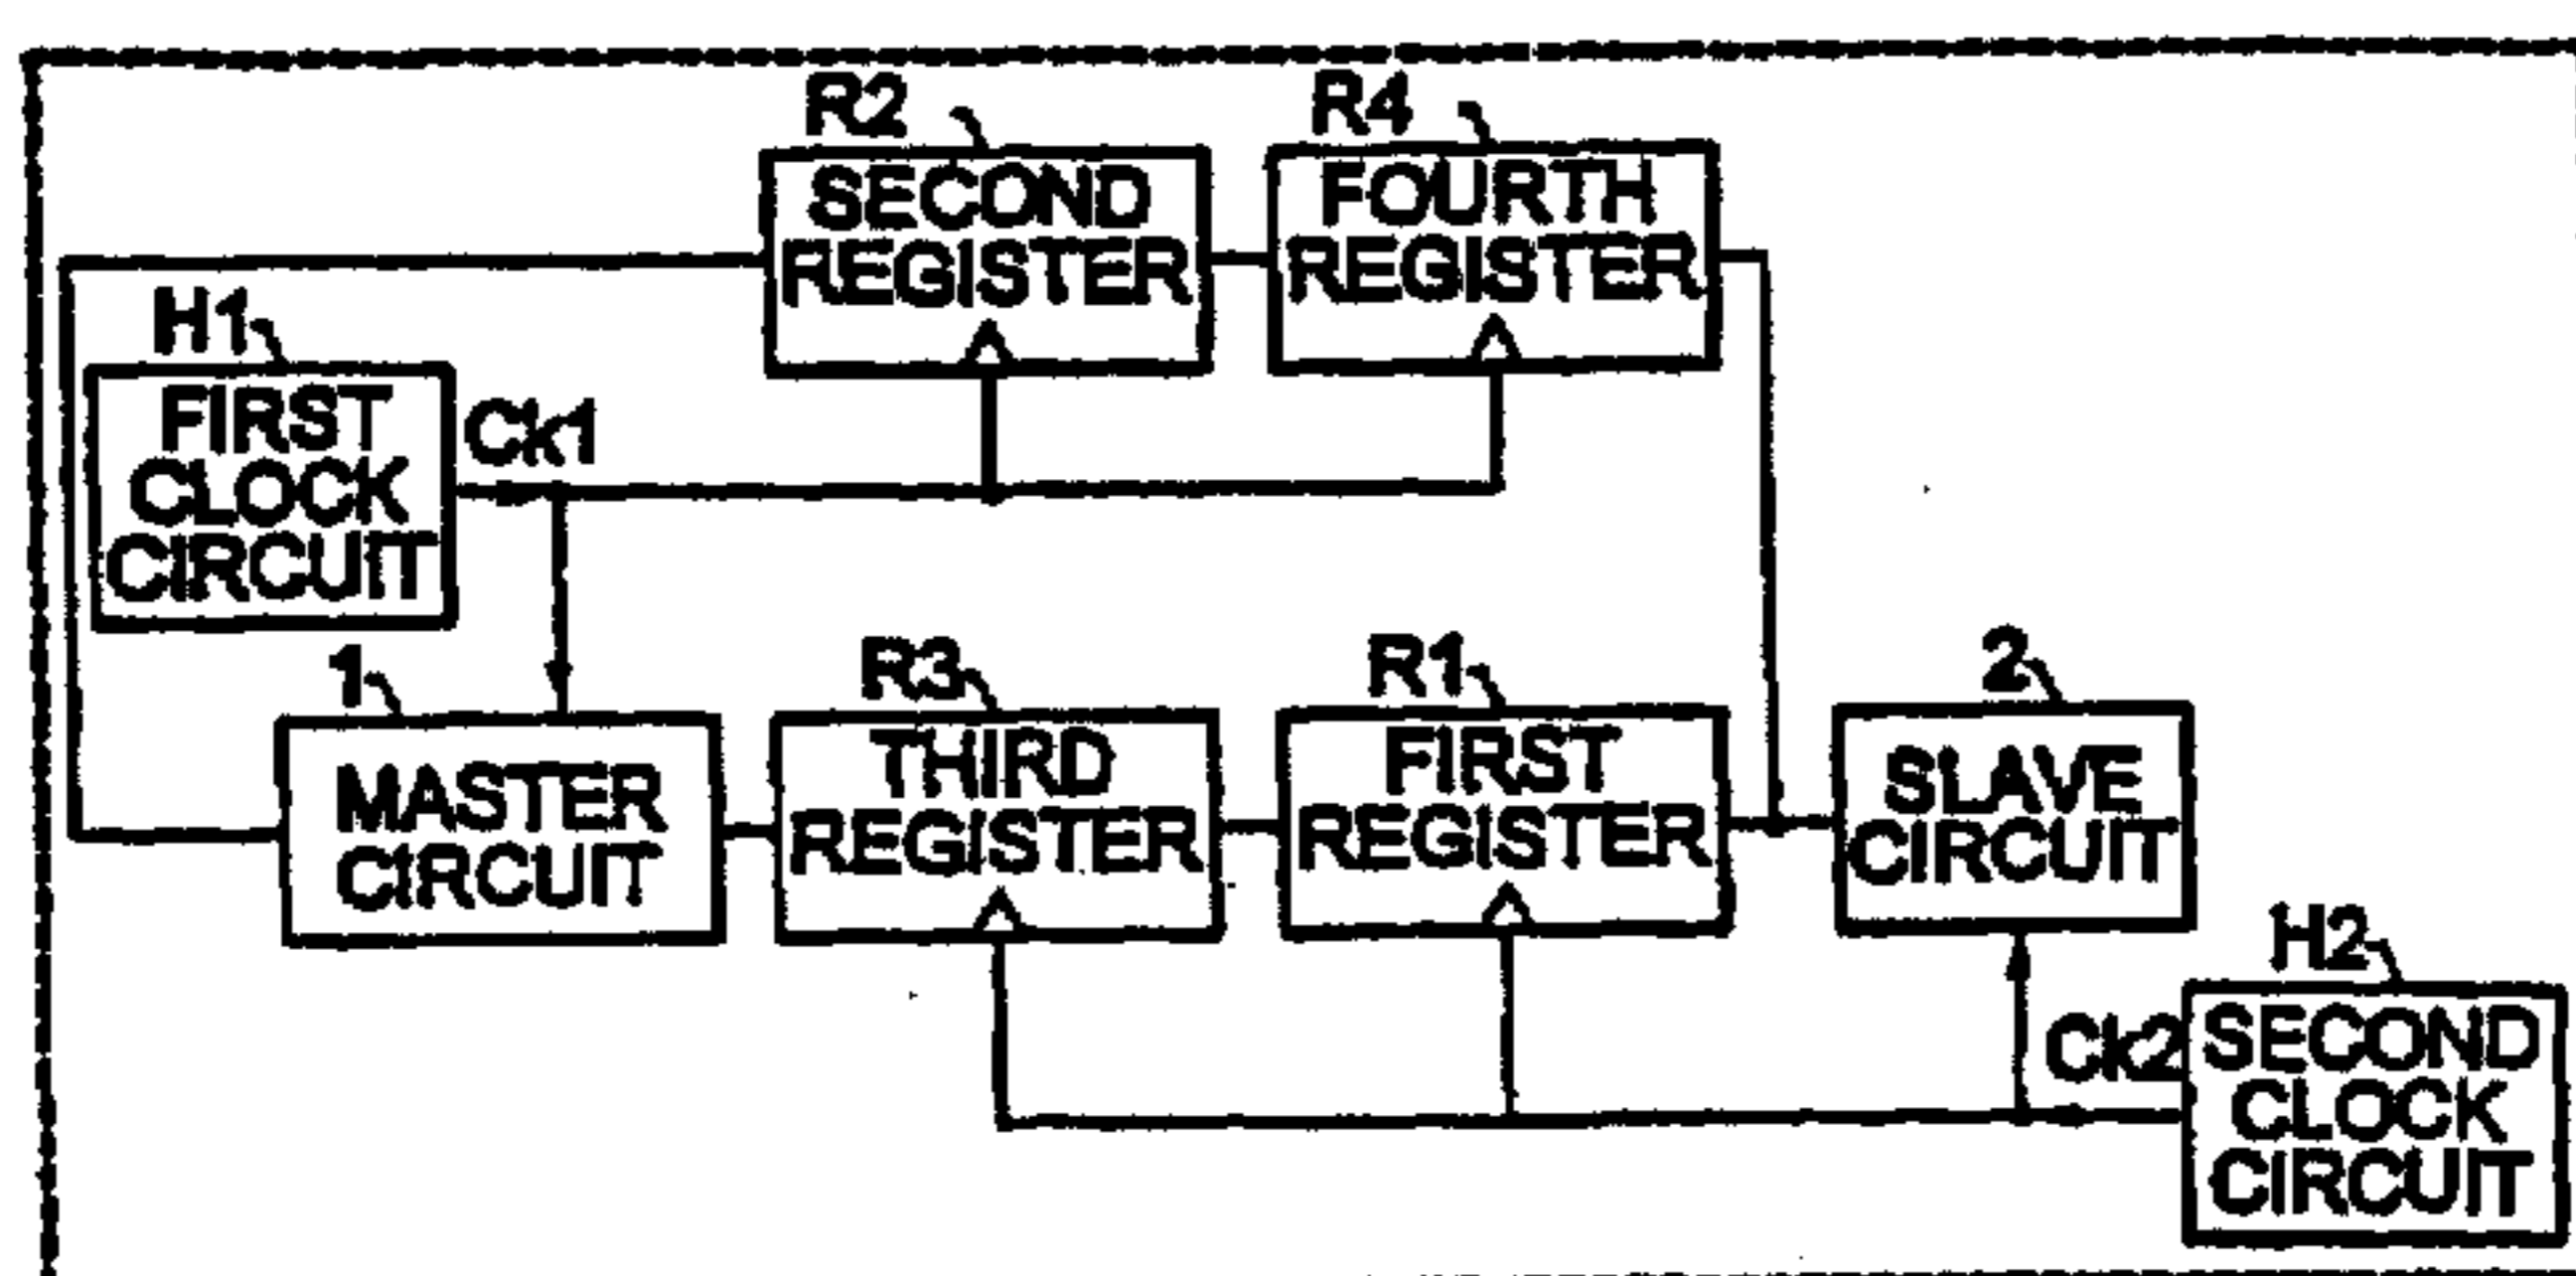 R2
R4
SECOND
REGISTER
FOURTH
REGISTER
H1
FIRST
CLOCK
CIRCUIT
Ck1
1
MASTER
CIRCUIT
R3
THIRD
REGISTER
R1
FIRST
REGISTER
2
SLAVE
CIRCUIT
H2
Ck2
SECOND
CLOCK
CIRCUIT